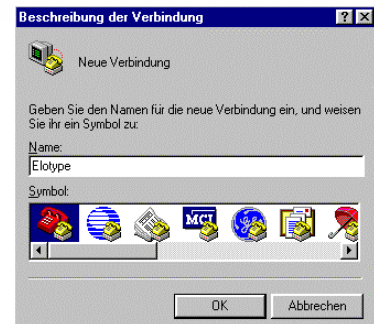 Beschreibung der Verbindung
Neue Verbindung
Geben Sie den Namen für die neue Verbindung ein, und weisen
Sie ihr ein Symbol zu:
Name:
Elotype
Symbol:
MCI
OK Abbrechen